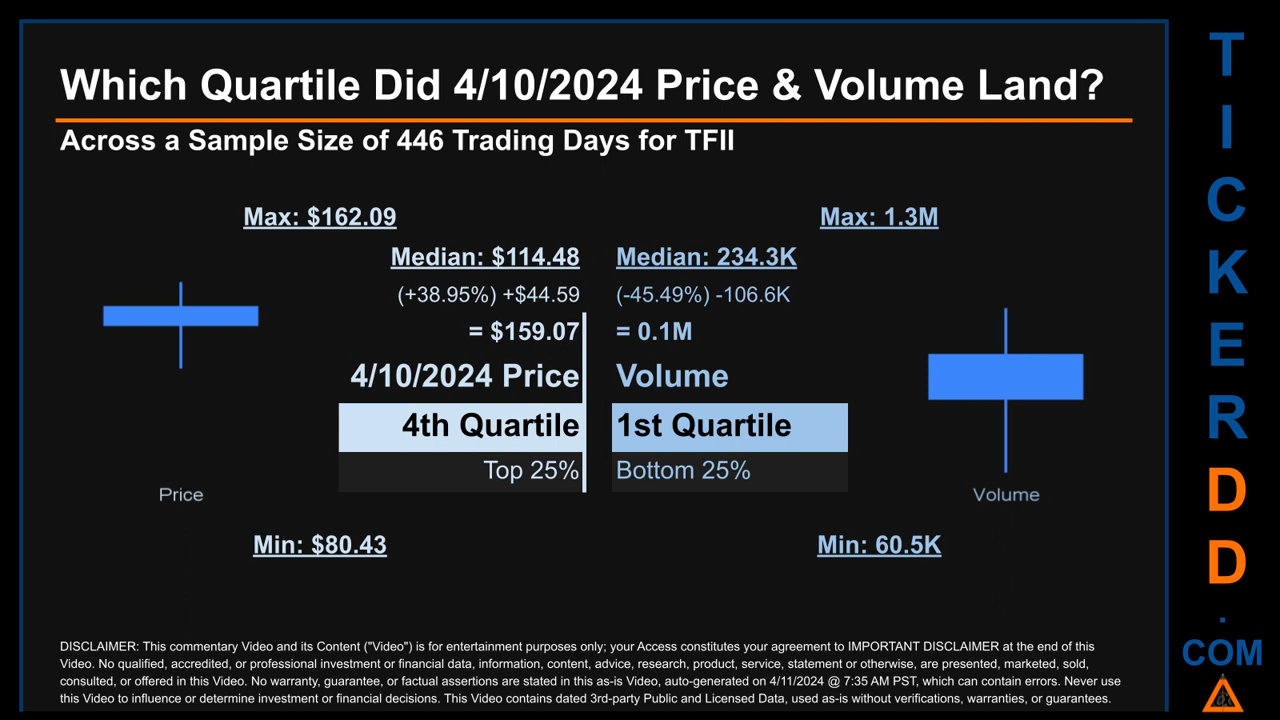 Which Quartile Did 4/10/2024 Price & Volume Land?
Across a Sample Size of 446 Trading Days for TFII
Max: $162.09
Max: 1.3M
Median: $114.48
Median: 234.3K
(+38.95%) +$44.59
(-45.49%) -106.6K
= $159.07
= 0.1M
4/10/2024 Price
Volume
4th Quartile
1st Quartile
Top 25%
Bottom 25%
Price
Volume
Min: $80.43
Min: 60.5K
DISCLAIMER: This commentary Video and its Content ("Video") is for entertainment purposes only; your Access constitutes your agreement to IMPORTANT DISCLAIMER at the end of this
Video. No qualified, accredited, or professional investment or financial data, information, content, advice, research, product, service, statement or otherwise, are presented, marketed, sold,
consulted, or offered in this Video. No warranty, guarantee, or factual assertions are stated in this as-is Video, auto-generated on 4/11/2024 @ 7:35 AM PST, which can contain errors. Never use
this Video to influence or determine investment or financial decisions. This Video contains dated 3rd-party Public and Licensed Data, used as-is without verifications, warranties, or guarantees.
T
I
C
K
E
R
D
D
.
COM